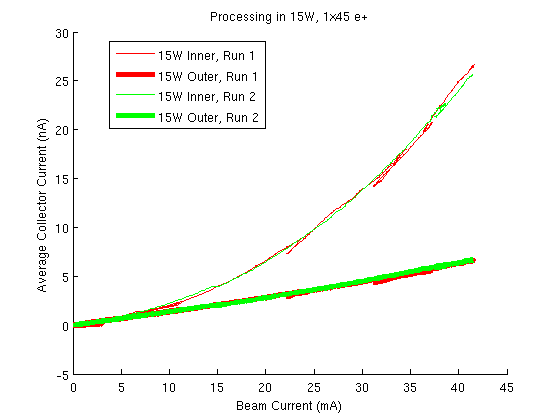 Processing in 15W, 1x45 e+
30
25
20
15
10
5
0
-5
Average Collector Current (nA)
15W Inner, Run 1
15W Outer, Run 1
15W Inner, Run 2
15W Outer, Run 2
0 5 10 15 20 25 30 35 40 45
Beam Current (mA)